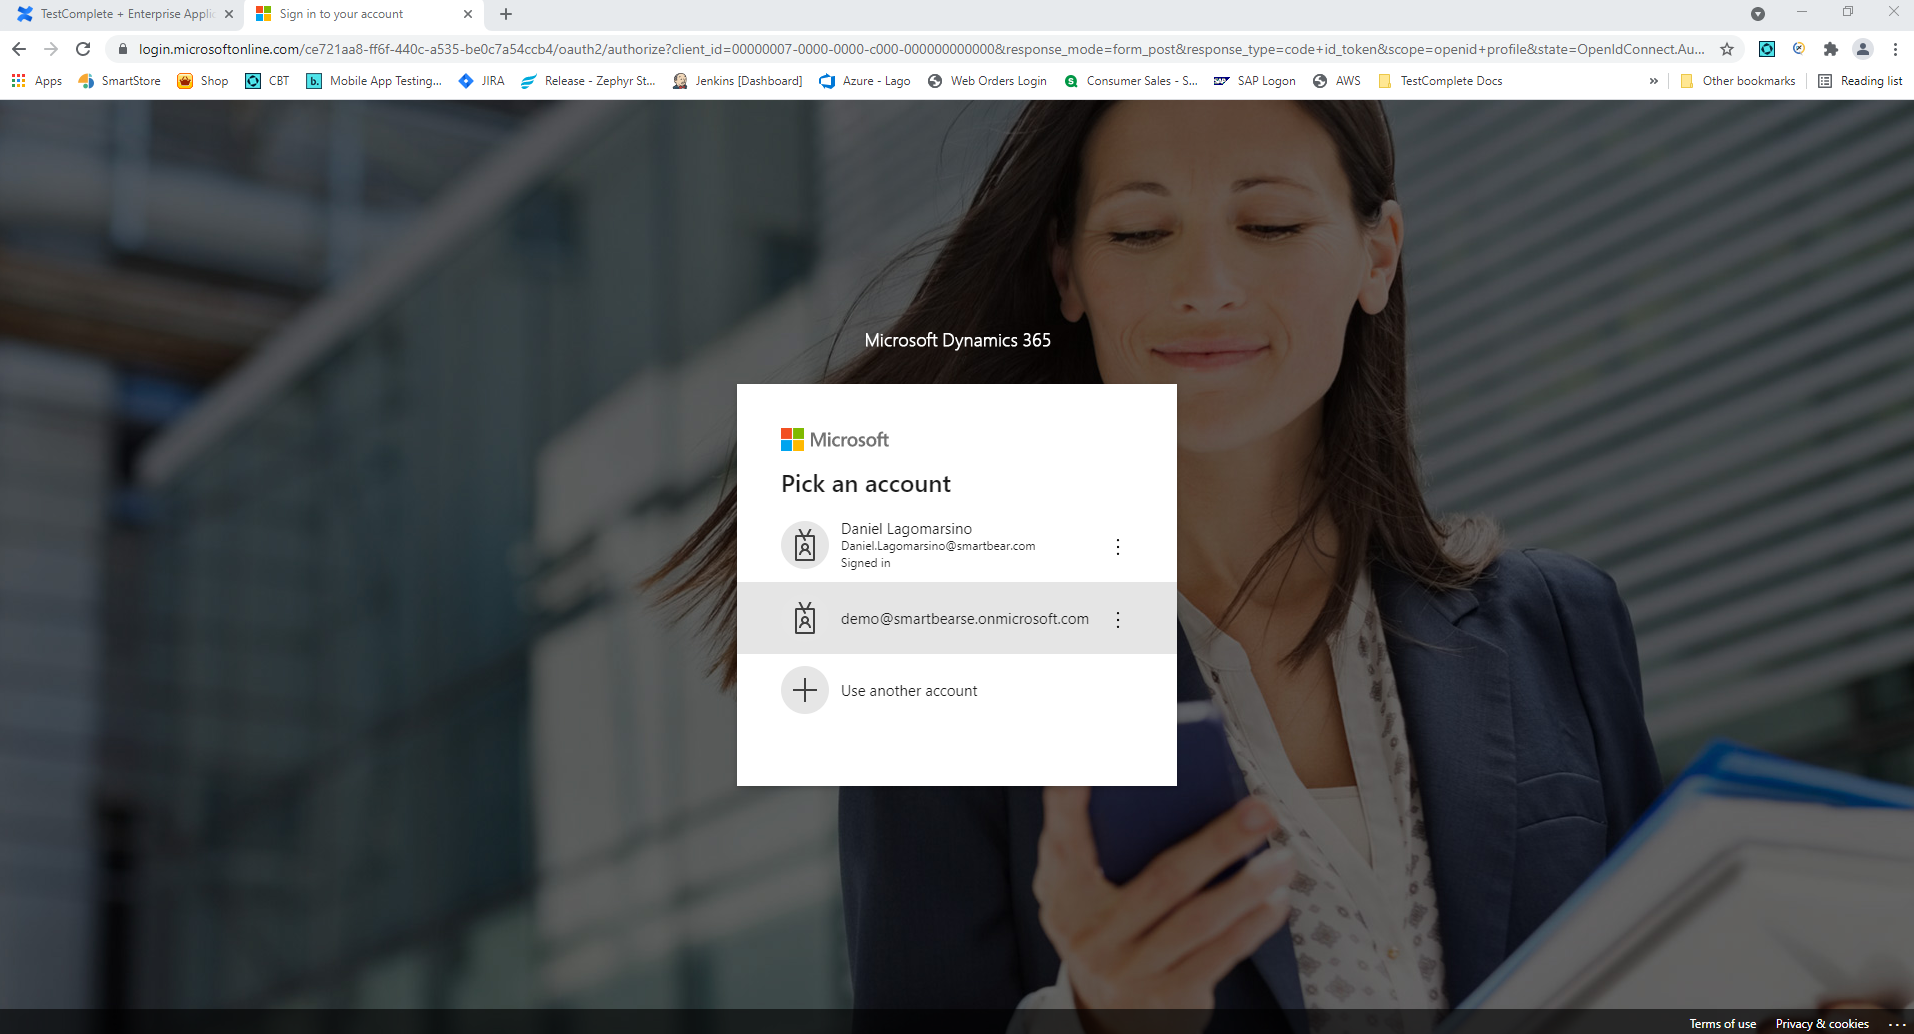 TestComplete + Enterprise Applic
Sign in to your account
login.microsoftonline.com/ce721aa8-ff6f-440c-a535-be0c7a54ccb4/oauth2/authorize?client_id=00000007-0000-0000-c000-000000000000&response_mode=form_post&response_type=code+id_token&scope=openid+profile&state=OpenIdConnect.Au...
Apps SmartStore Shop CBT b. Mobile App Testing... JIRA Release - Zephyr St... Jenkins [Dashboard] Azure - Lago Web Orders Login S Consumer Sales - S... SAP SAP Logon AWS TestComplete Docs » Other bookmarks Reading list
Microsoft Dynamics 365
Microsoft
Pick an account
Daniel Lagomarsino
Daniel.Lagomarsino@smartbear.com
Signed in
demo@smartbearse.onmicrosoft.com
Use another account
Terms of use Privacy & cookies ...